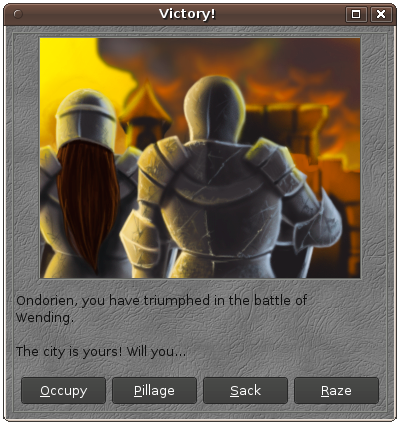 Victory!
Ondorien, you have triumphed in the battle of
Wending.
The city is yours! Will you...
Occupy
Pillage
Sack
Raze